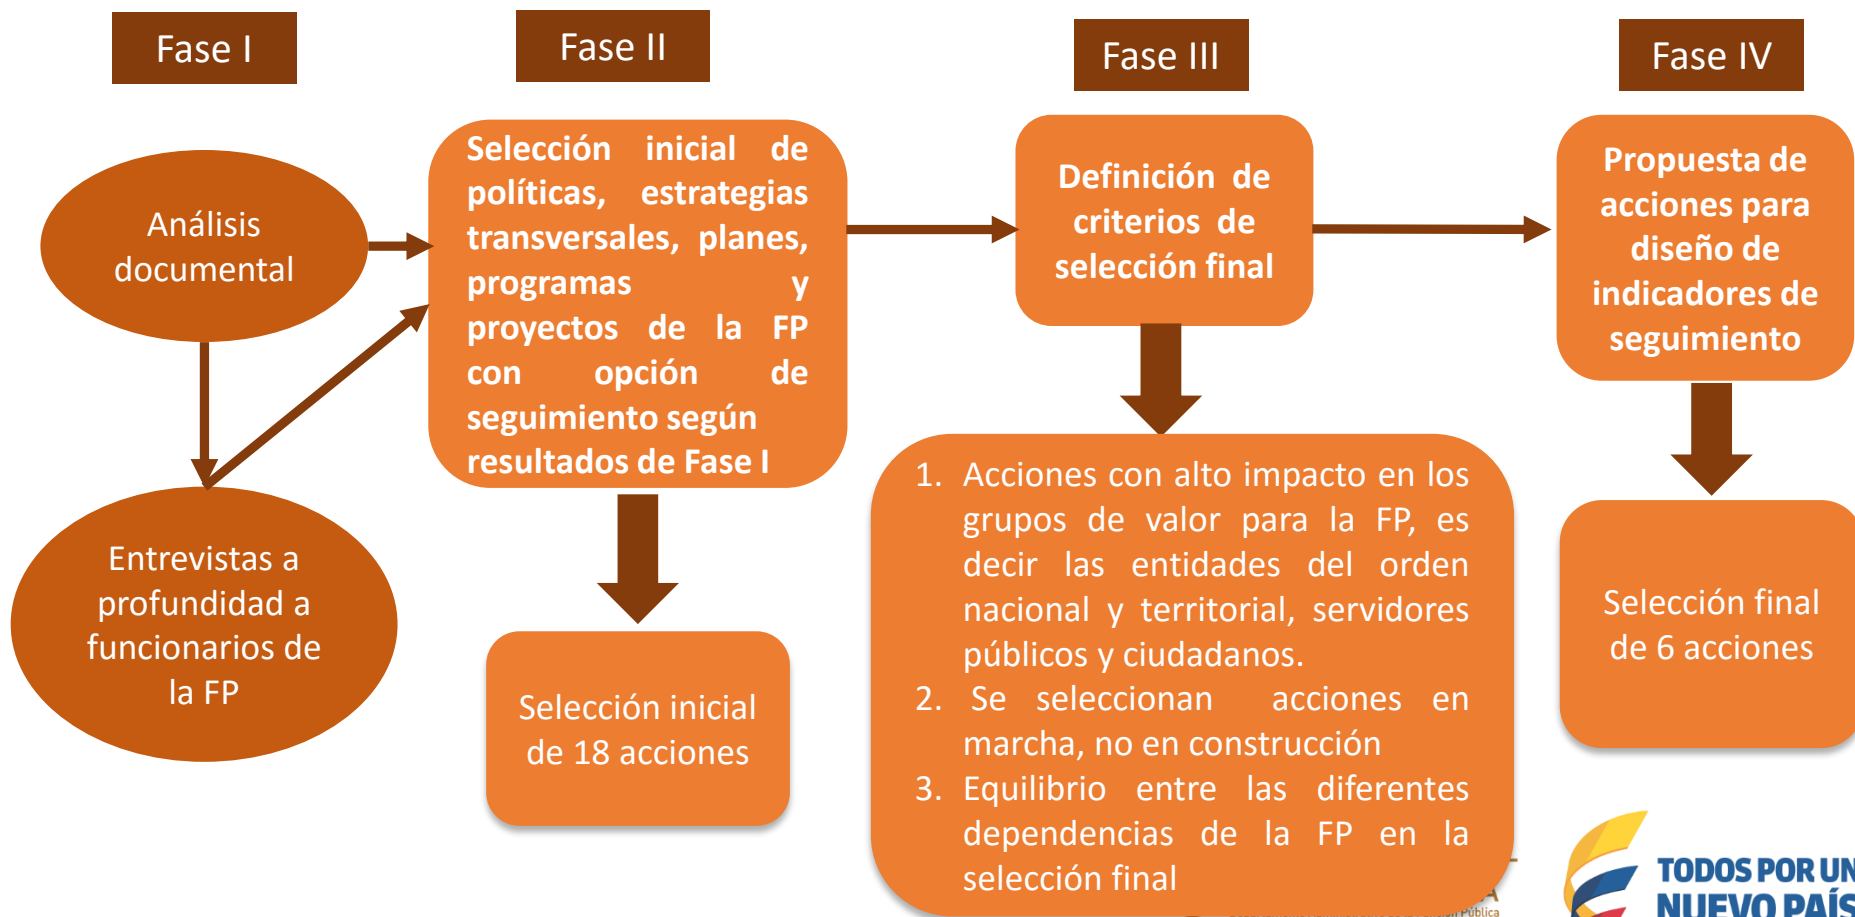 Fase I
Fase II
Fase III
Fase IV
Análisis
documental
Entrevistas a
profundidad a
funcionarios de
la FP
Selección inicial de
políticas, estrategias
transversales, planes,
programas y
proyectos de la FP
con opción de
seguimiento según
resultados de Fase I
Selección inicial
de 18 acciones
Definición de
criterios de
selección final
1. Acciones con alto impacto en los
grupos de valor para la FP, es
decir las entidades del orden
nacional y territorial, servidores
públicos y ciudadanos.
2. Se seleccionan acciones en
marcha, no en construcción
3. Equilibrio entre las diferentes
dependencias de la FP en la
selección final
Propuesta de
acciones para
diseño de
indicadores de
seguimiento
Selección final
de 6 acciones
Pública
TODOS POR UN
NUEVO PAÍS